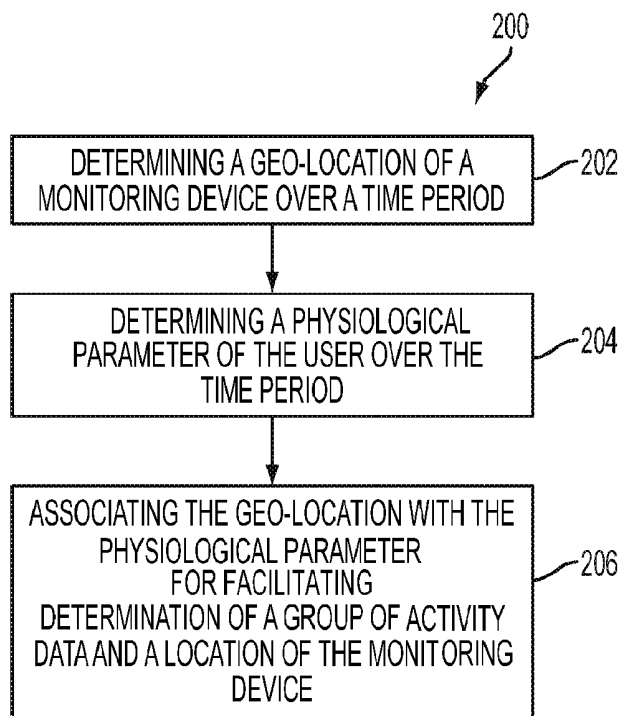 200
DETERMINING A GEO-LOCATION OF A
MONITORING DEVICE OVER A TIME PERIOD
202
DETERMINING A PHYSIOLOGICAL
PARAMETER OF THE USER OVER THE
TIME PERIOD
204
ASSOCIATING THE GEO-LOCATION WITH THE
PHYSIOLOGICAL PARAMETER
FOR FACILITATING
DETERMINATION OF A GROUP OF ACTIVITY
DATA AND A LOCATION OF THE MONITORING
DEVICE
206